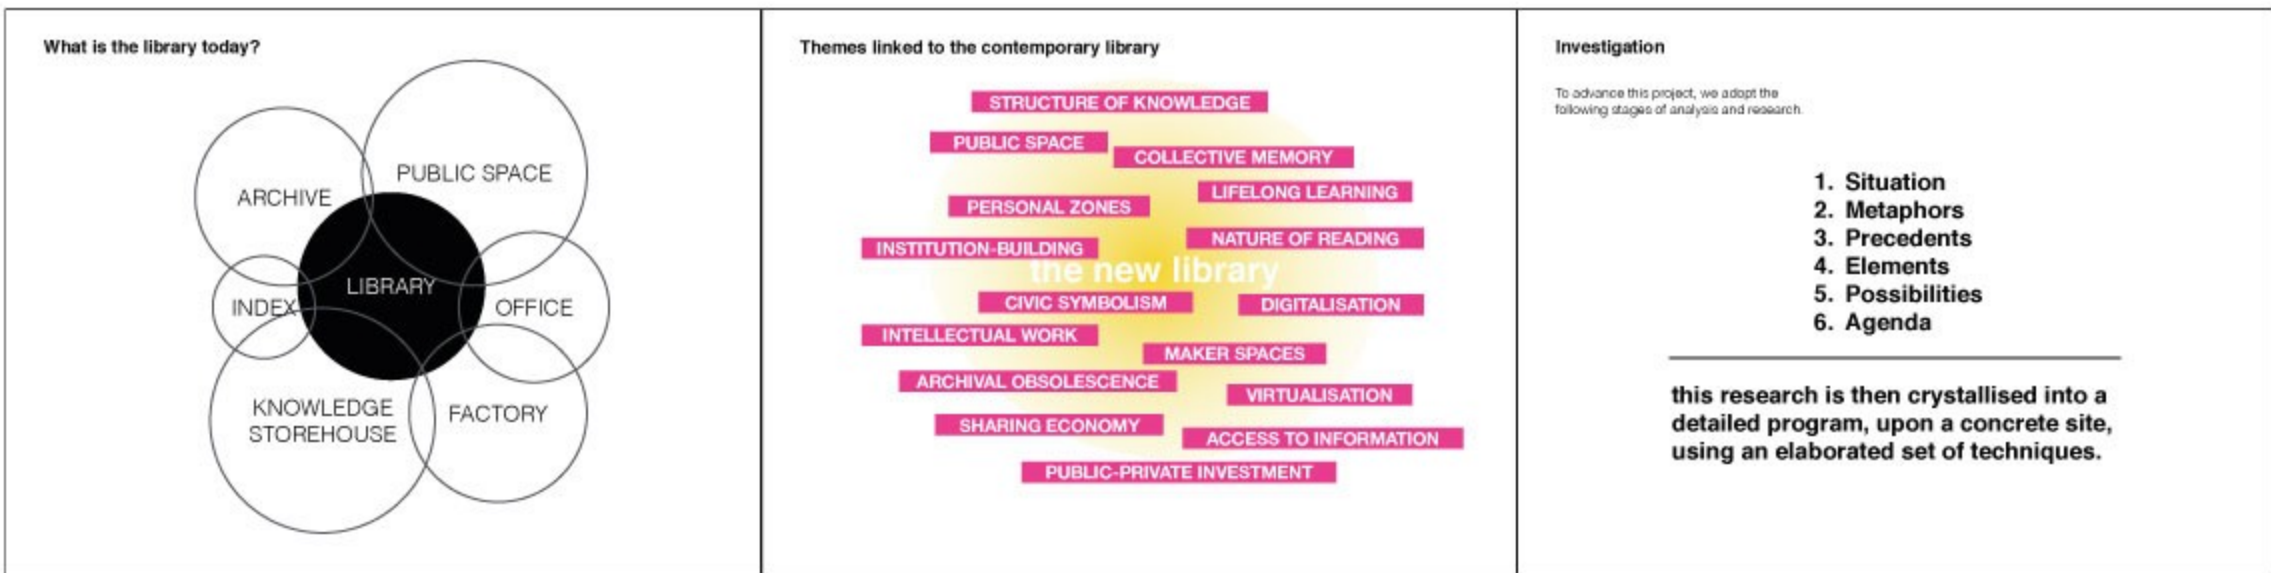 What is the library today?
PUBLIC SPACE
ARCHIVE
LIBRARY
INDEX
OFFICE
KNOWLEDGE
STOREHOUSE
FACTORY
Themes linked to the contemporary library
STRUCTURE OF KNOWLEDGE
PUBLIC SPACE
COLLECTIVE MEMORY
LIFELONG LEARNING
PERSONAL ZONES
NATURE OF READING
INSTITUTION-BUILDING
the new library
CIVIC SYMBOLISM
DIGITALISATION
INTELLECTUAL WORK
MAKER SPACES
ARCHIVAL OBSOLESCENCE
VIRTUALISATION
SHARING ECONOMY
ACCESS TO INFORMATION
PUBLIC-PRIVATE INVESTMENT
Investigation
To advance this project, we adopt the
following stages of analysis and research.
1. Situation
2. Metaphors
3. Precedents
4. Elements
5. Possibilities
6. Agenda
this research is then crystallised into a
detailed program, upon a concrete site,
using an elaborated set of techniques.